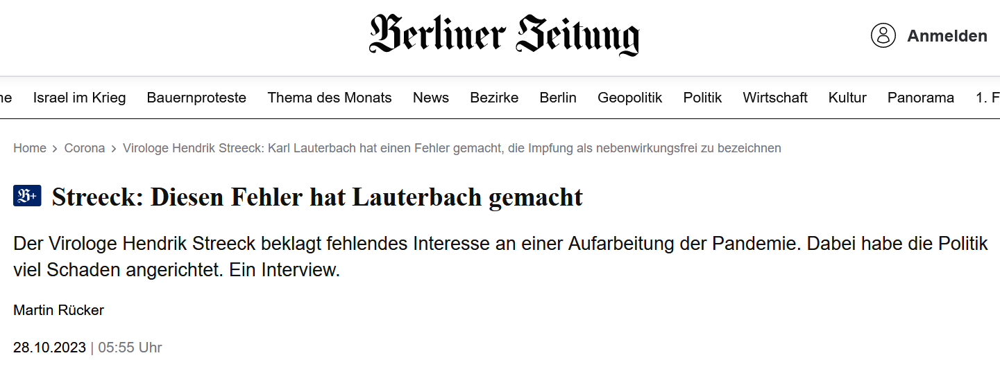 Berliner Zeitung
Anmelden
ne Israel im Krieg Bauernproteste Thema des Monats News Bezirke Berlin Geopolitik Politik Wirtschaft Kultur Panorama 1. F
Home > Corona > Virologe Hendrik Streeck: Karl Lauterbach hat einen Fehler gemacht, die Impfung als nebenwirkungsfrei zu bezeichnen
B+ Streeck: Diesen Fehler hat Lauterbach gemacht
Der Virologe Hendrik Streeck beklagt fehlendes Interesse an einer Aufarbeitung der Pandemie. Dabei habe die Politik
viel Schaden angerichtet. Ein Interview.
Martin Rücker
28.10.2023 | 05:55 Uhr